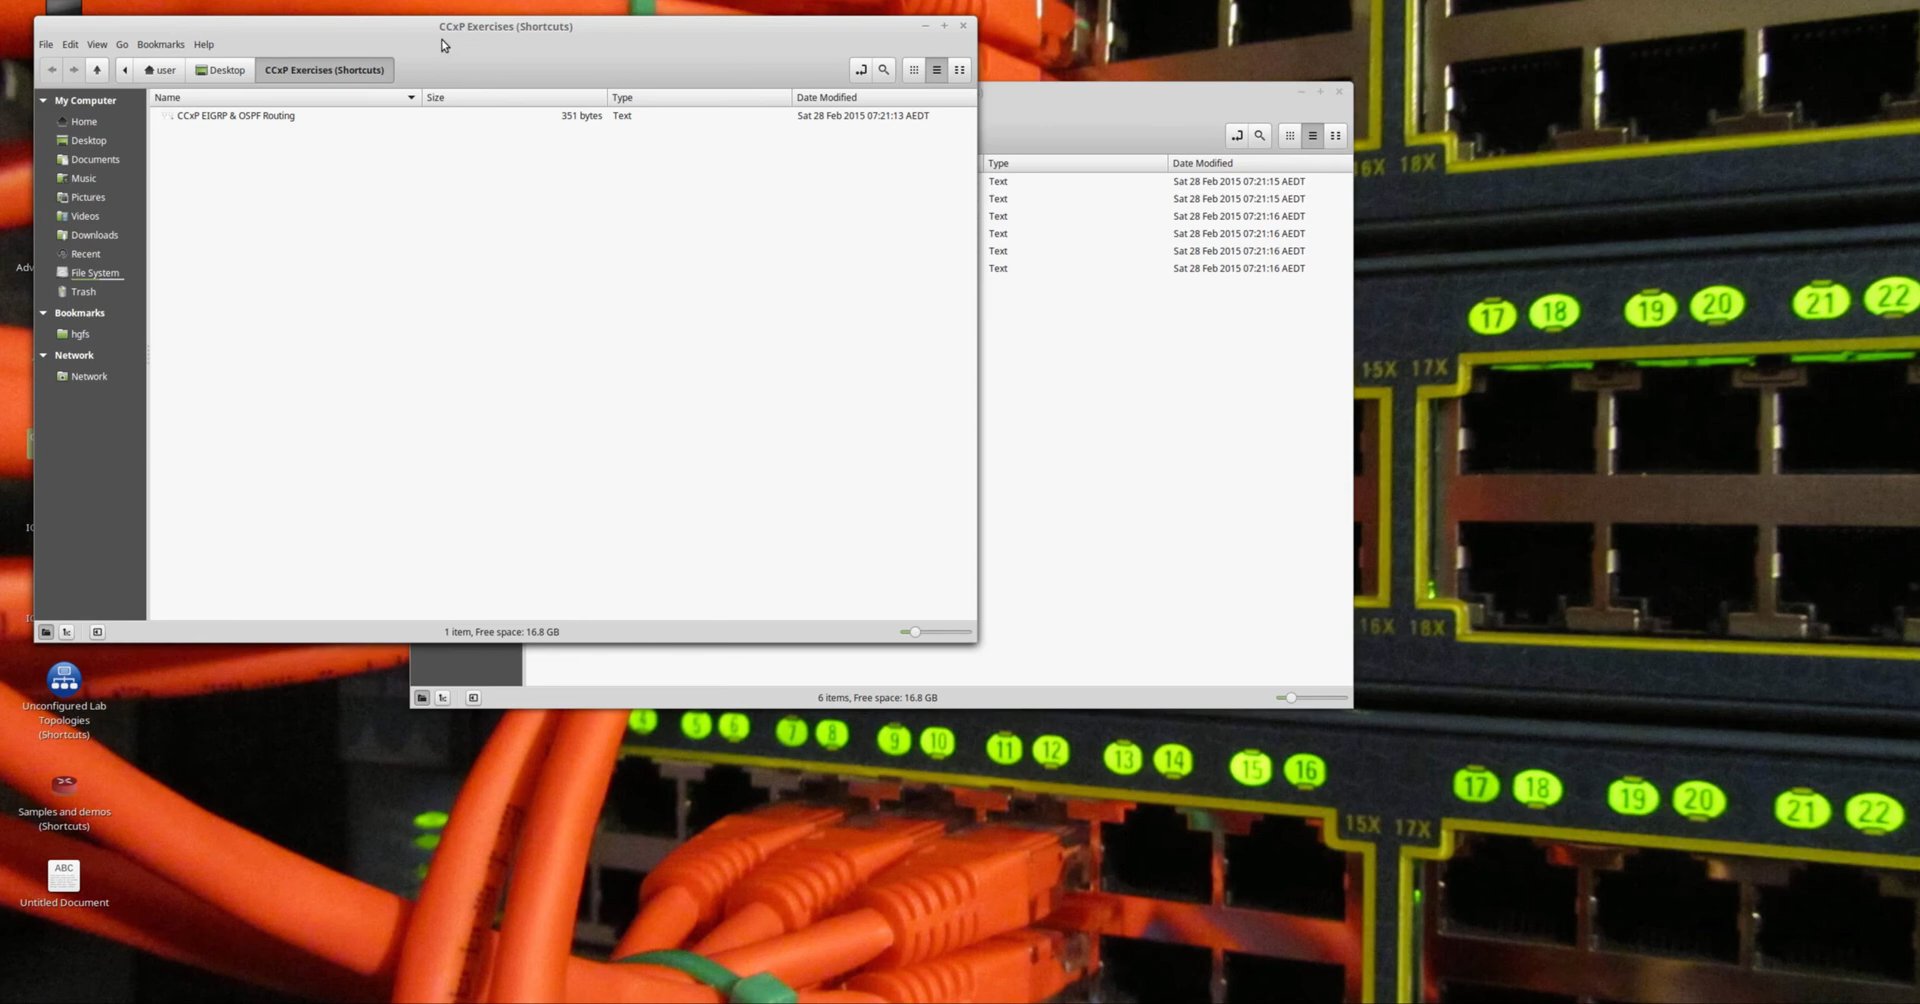 CCxP Exercises (Shortcuts)
File Edit View Go Bookmarks Help
user Desktop CCxP Exercises (Shortcuts)
My Computer
Home
Desktop
Documents
Music
Pictures
Videos
Downloads
Recent
File System
Trash
Bookmarks
hgfs
Network
Network
Name Size Type Date Modified
CCxP EIGRP & OSPF Routing 351 bytes Text Sat 28 Feb 2015 07:21:13 AEDT
1 item, Free space: 16.8 GB
Type Date Modified
Text Sat 28 Feb 2015 07:21:15 AEDT
Text Sat 28 Feb 2015 07:21:15 AEDT
Text Sat 28 Feb 2015 07:21:16 AEDT
Text Sat 28 Feb 2015 07:21:16 AEDT
Text Sat 28 Feb 2015 07:21:16 AEDT
Text Sat 28 Feb 2015 07:21:16 AEDT
6 items, Free space: 16.8 GB
Adv
Unconfigured Lab
Topologies
(Shortcuts)
Samples and demos
(Shortcuts)
ABC
Untitled Document
16X 18X
17 18 19 20 21 22
15X 17X
16X 18X
4 5 6 7 8 9 10 11 12 13 14 15 16
17 18 19 20 21 22
15X 17X